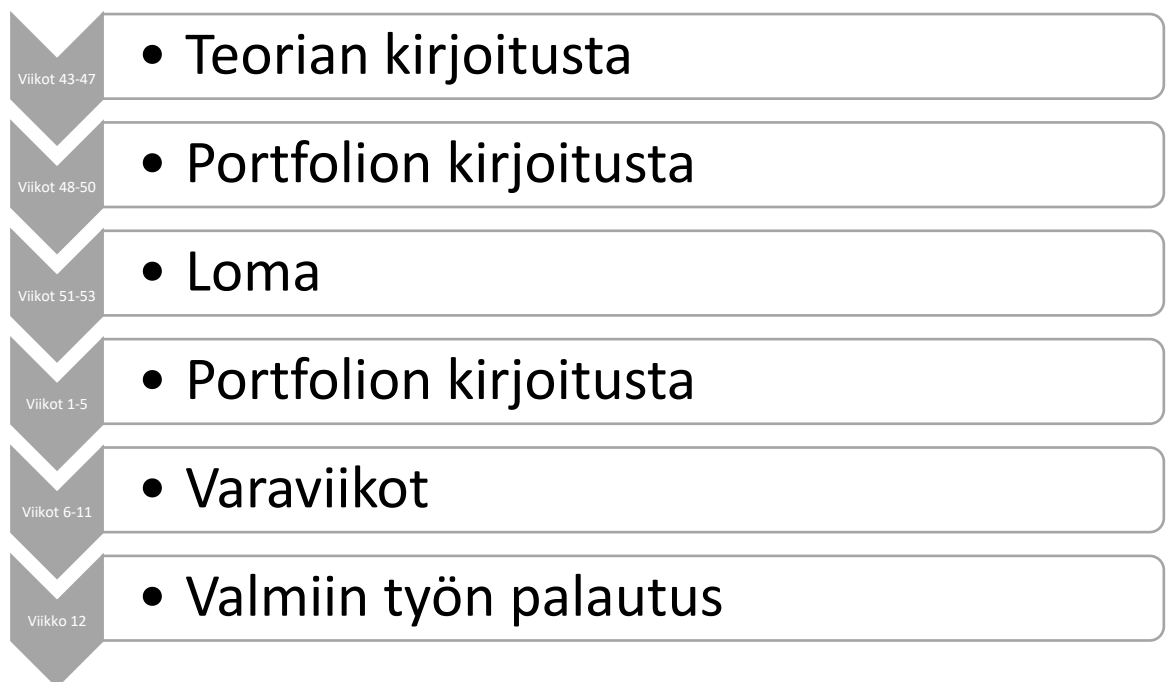 Viikot 43-47
• Teorian kirjoitusta
Viikot 48-50
• Portfolion kirjoitusta
Viikot 51-53
• Loma
Viikot 1-5
• Portfolion kirjoitusta
Viikot 6-11
• Varaviikot
Viikko 12
• Valmiin työn palautus